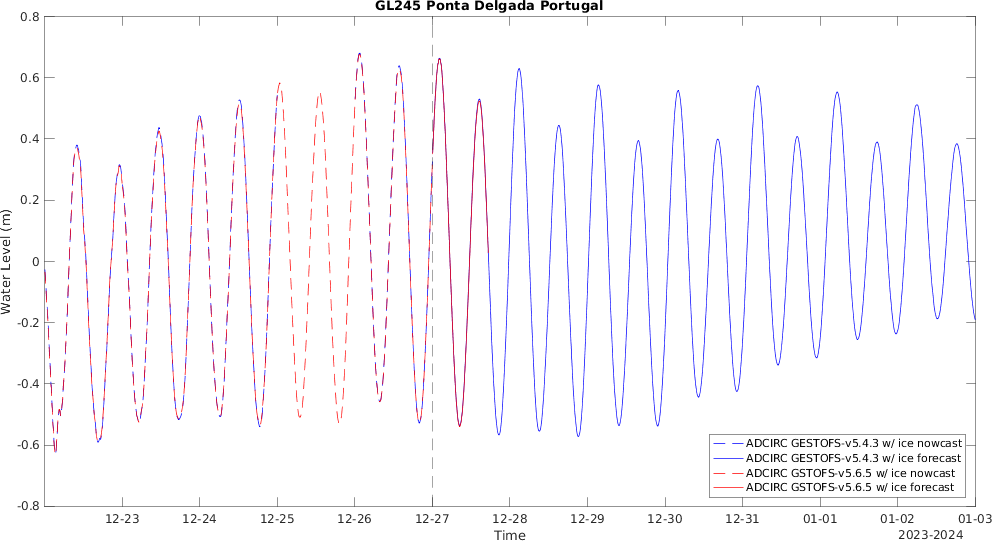 GL245 Ponta Delgada Portugal
0.8
0.6
0.4
0.2
0
-0.2
-0.4
-0.6
-0.8
Water Level (m)
ADCIRC GESTOFS-v5.4.3 w/ ice nowcast
ADCIRC GESTOFS-v5.4.3 w/ ice forecast
ADCIRC GSTOFS-v5.6.5 w/ ice nowcast
ADCIRC GSTOFS-v5.6.5 w/ ice forecast
12-23 12-24 12-25 12-26 12-27 12-28 12-29 12-30 12-31 01-01 01-02 01-03
Time
2023-2024